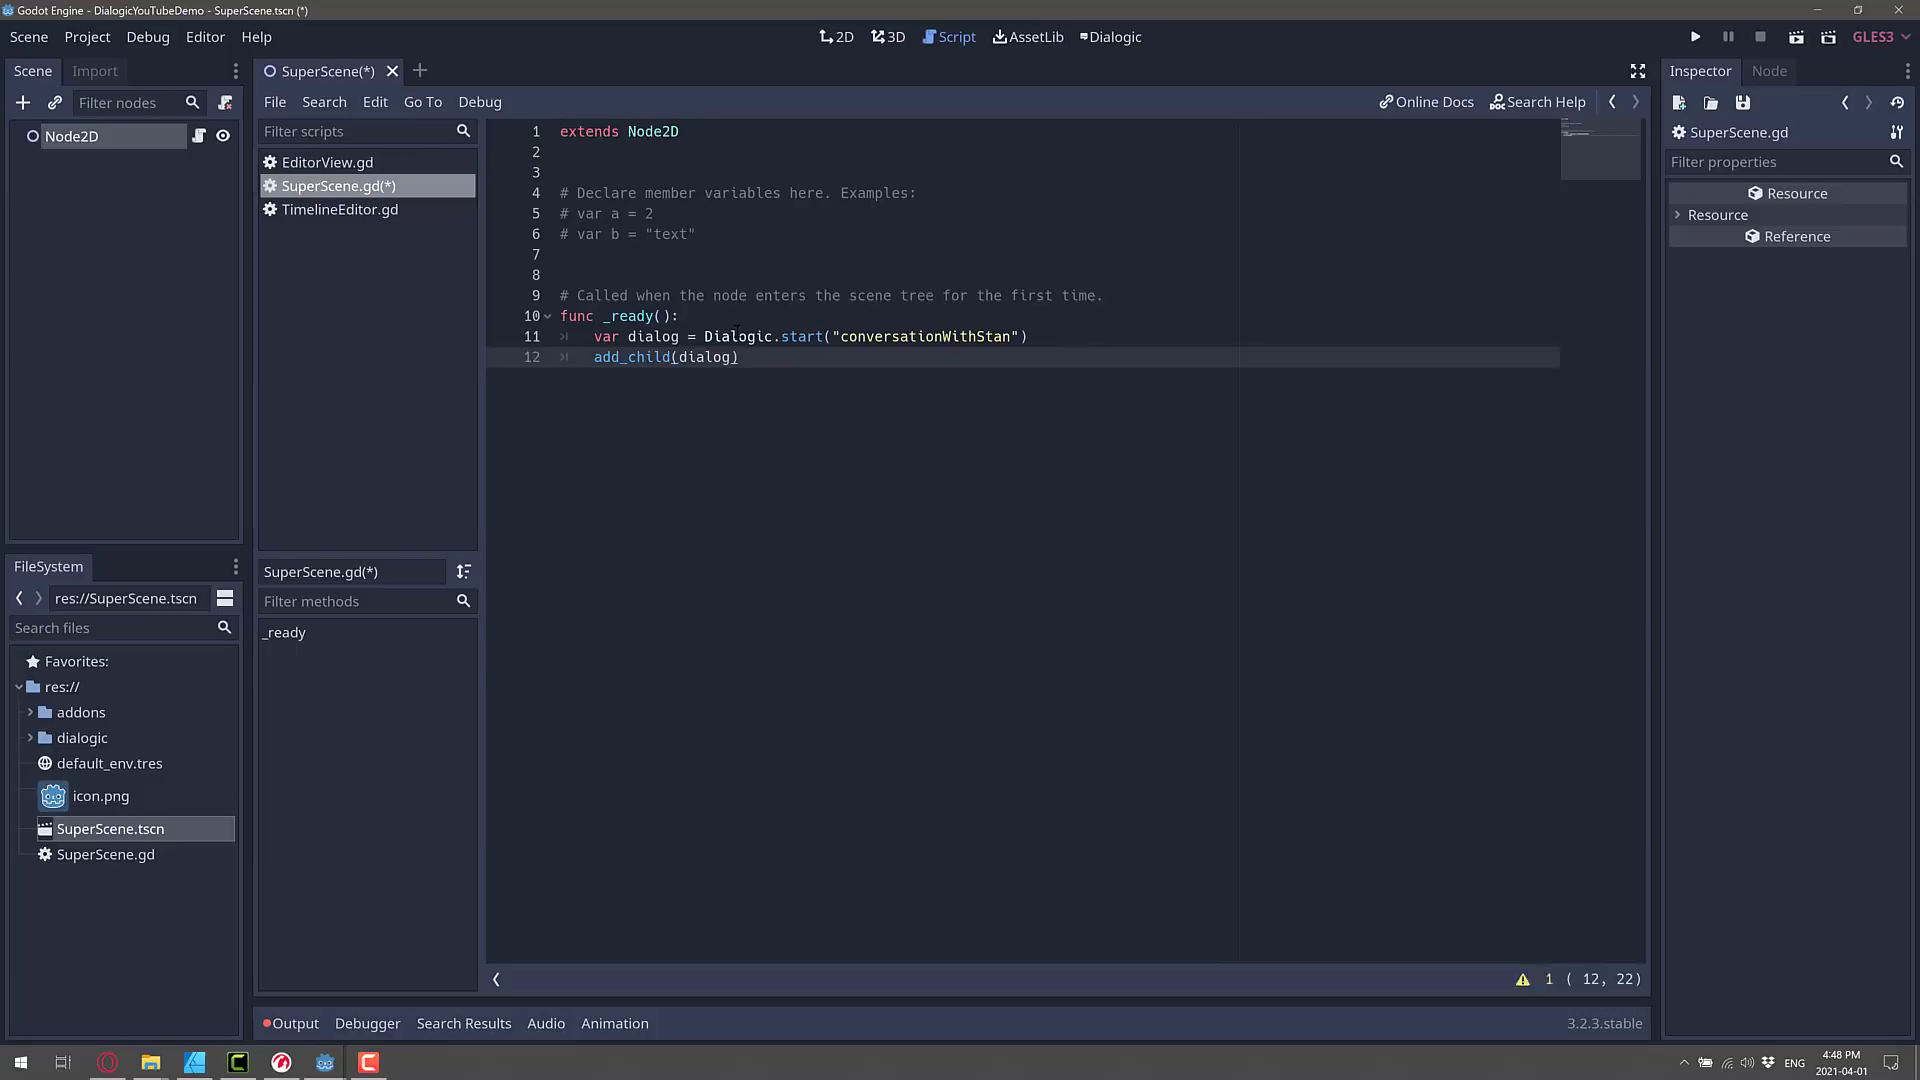 Godot Engine - DialogicYouTubeDemo - SuperScene.tscn (*)
Scene Project Debug Editor Help
2D 3D Script AssetLib Dialogic
GLES3
Scene Import
SuperScene(*)
Inspector Node
Filter nodes
File Search Edit Go To Debug
Online Docs Search Help
Node2D
Filter scripts
EditorView.gd
SuperScene.gd(*)
TimelineEditor.gd
1 extends Node2D
2
3
4 # Declare member variables here. Examples:
5 # var a = 2
6 # var b = "text"
7
8
9 # Called when the node enters the scene tree for the first time.
10 func _ready():
11 var dialog = Dialogic.start("conversationWithStan")
12 add_child(dialog)
SuperScene.gd
Filter properties
Resource
Resource
Reference
FileSystem
res://SuperScene.tscn
Search files
Favorites:
res://
addons
dialogic
default_env.tres
icon.png
SuperScene.tscn
SuperScene.gd
SuperScene.gd(*)
Filter methods
_ready
1 ( 12, 22)
Output Debugger Search Results Audio Animation
3.2.3.stable
ENG
4:48 PM
2021-04-01